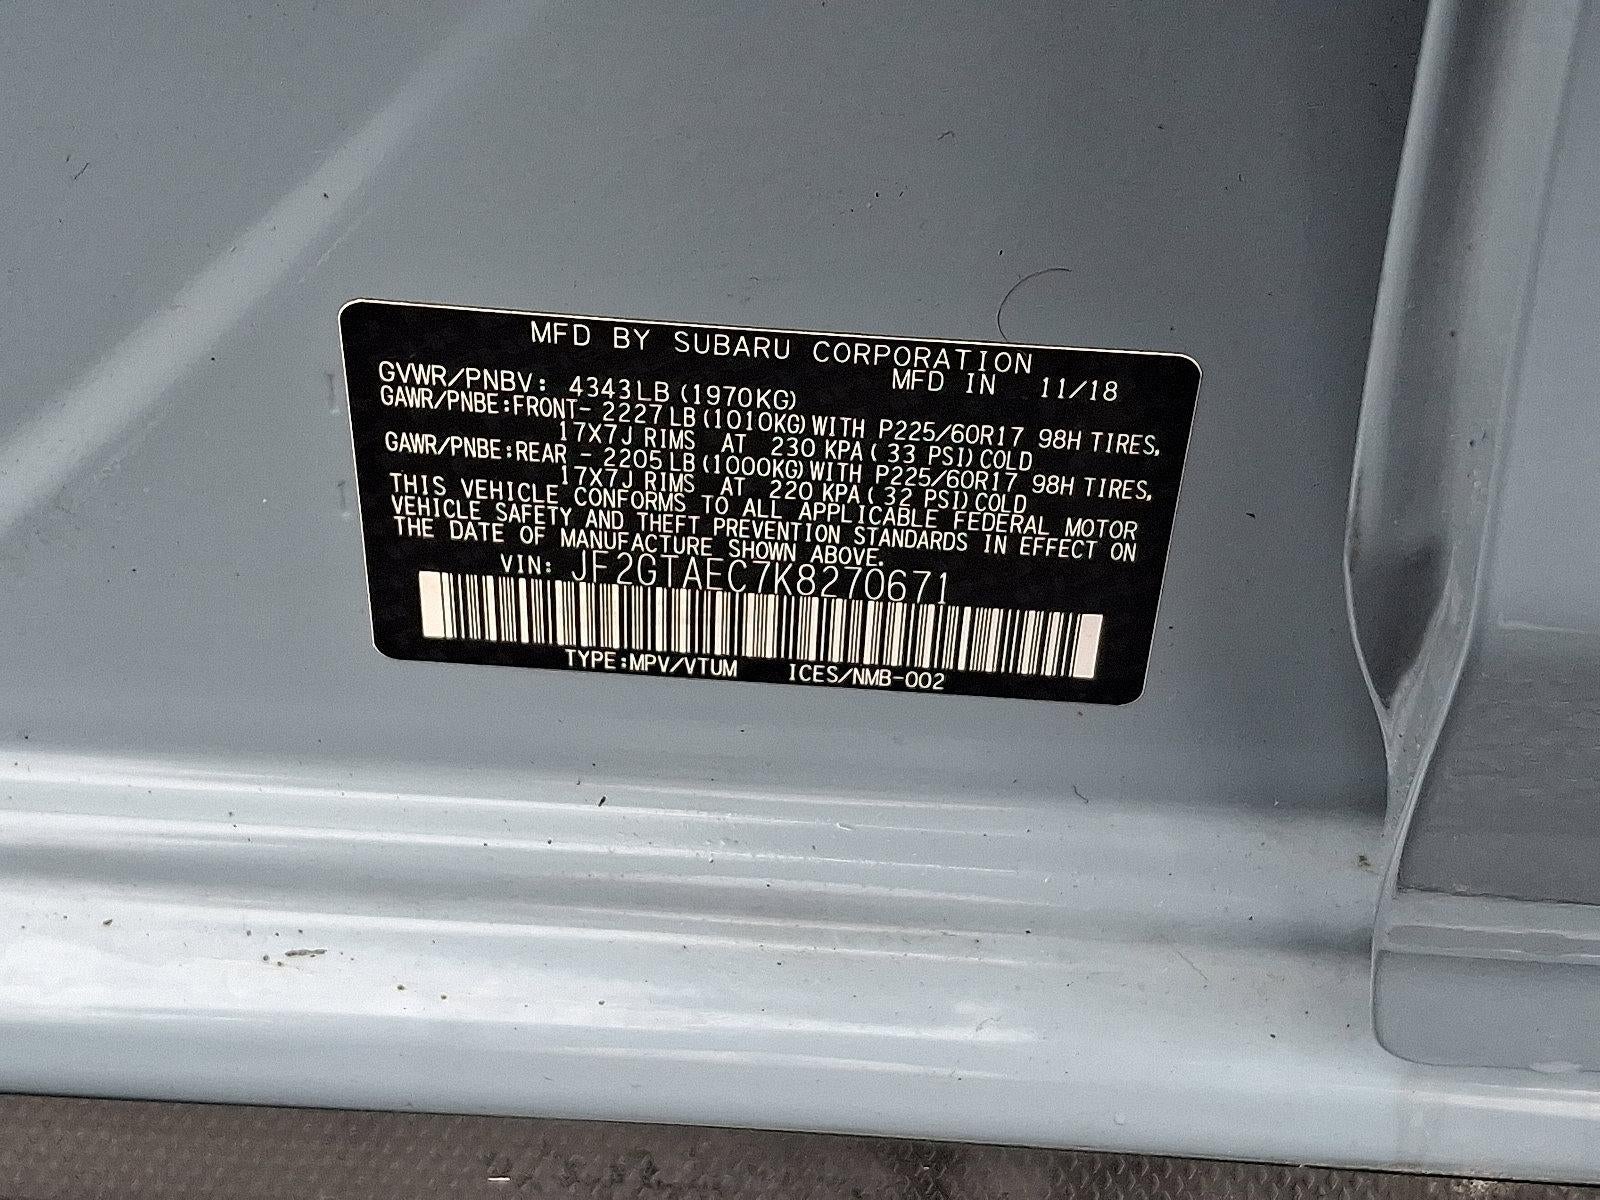 MFD BY SUBARU CORPORATION
MFD IN 11/18
GVWR/PNBV: 4343LB (1970KG)
GAWR/PNBE:FRONT- 2227LB(1010KG)WITH P225/60R17 98H TIRES,
17X7J RIMS AT 230 KPA( 33 PSI)COLD
GAWR/PNBE:REAR - 2205LB(1000KG)WITH P225/60R17 98H TIRES,
17X7J RIMS AT 220 KPA( 32 PSI)COLD
THIS VEHICLE CONFORMS TO ALL APPLICABLE FEDERAL MOTOR
VEHICLE SAFETY AND THEFT PREVENTION STANDARDS IN EFFECT ON
THE DATE OF MANUFACTURE SHOWN ABOVE.
VIN: JF2GTAEC7K8270671
TYPE:MPV/VTUM ICES/NMB-002